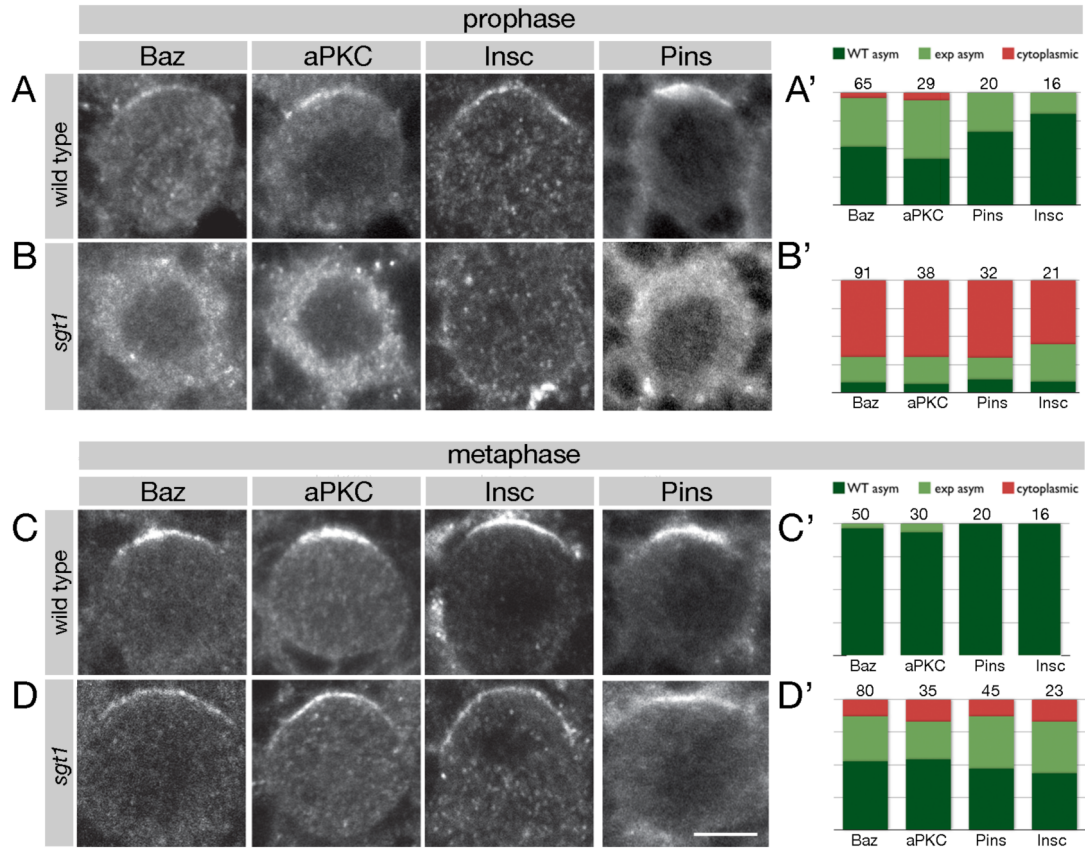 prophase
Baz aPKC Insc Pins
WT asym exp asym cytoplasmic
A
wild type
A’
65 29 20 16
Baz aPKC Pins Insc
B
sgt1
B’
91 38 32 21
Baz aPKC Pins Insc
metaphase
Baz aPKC Insc Pins
WT asym exp asym cytoplasmic
C
wild type
C’
50 30 20 16
Baz aPKC Pins Insc
D
sgt1
D’
80 35 45 23
Baz aPKC Pins Insc